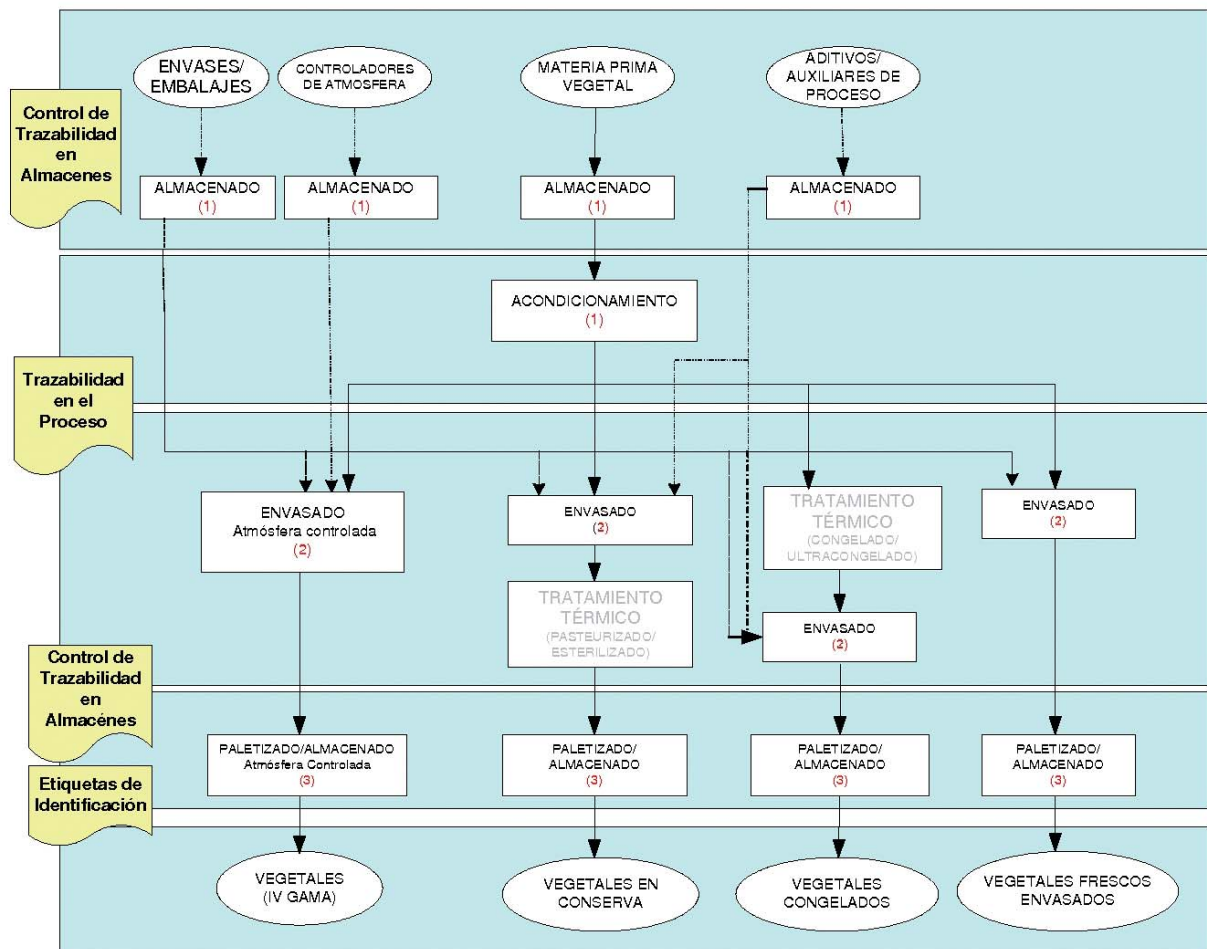 ENVASES/
EMBALAJES
CONTROLADORES
DE ATMOSFERA
MATERIA PRIMA
VEGETAL
ADITIVOS/
AUXILIARES DE
PROCESO
Control de
Trazabilidad
en
Almacenes
ALMACENADO
(1)
ALMACENADO
(1)
ALMACENADO
(1)
ALMACENADO
(1)
ACONDICIONAMIENTO
(1)
Trazabilidad
en el
Proceso
ENVASADO
Atmósfera controlada
(2)
ENVASADO
(2)
TRATAMIENTO
TÉRMICO
(CONGELADO/
ULTRACONGELADO)
ENVASADO
(2)
TRATAMIENTO
TÉRMICO
(PASTEURIZADO/
ESTERILIZADO)
ENVASADO
(2)
Control de
Trazabilidad
en
Almacénes
PALETIZADO/ALMACENADO
Atmósfera Controlada
(3)
PALETIZADO/
ALMACENADO
(3)
PALETIZADO/
ALMACENADO
(3)
PALETIZADO/
ALMACENADO
(3)
Etiquetas de
Identificación
VEGETALES
(IV GAMA)
VEGETALES EN
CONSERVA
VEGETALES
CONGELADOS
VEGETALES FRESCOS
ENVASADOS